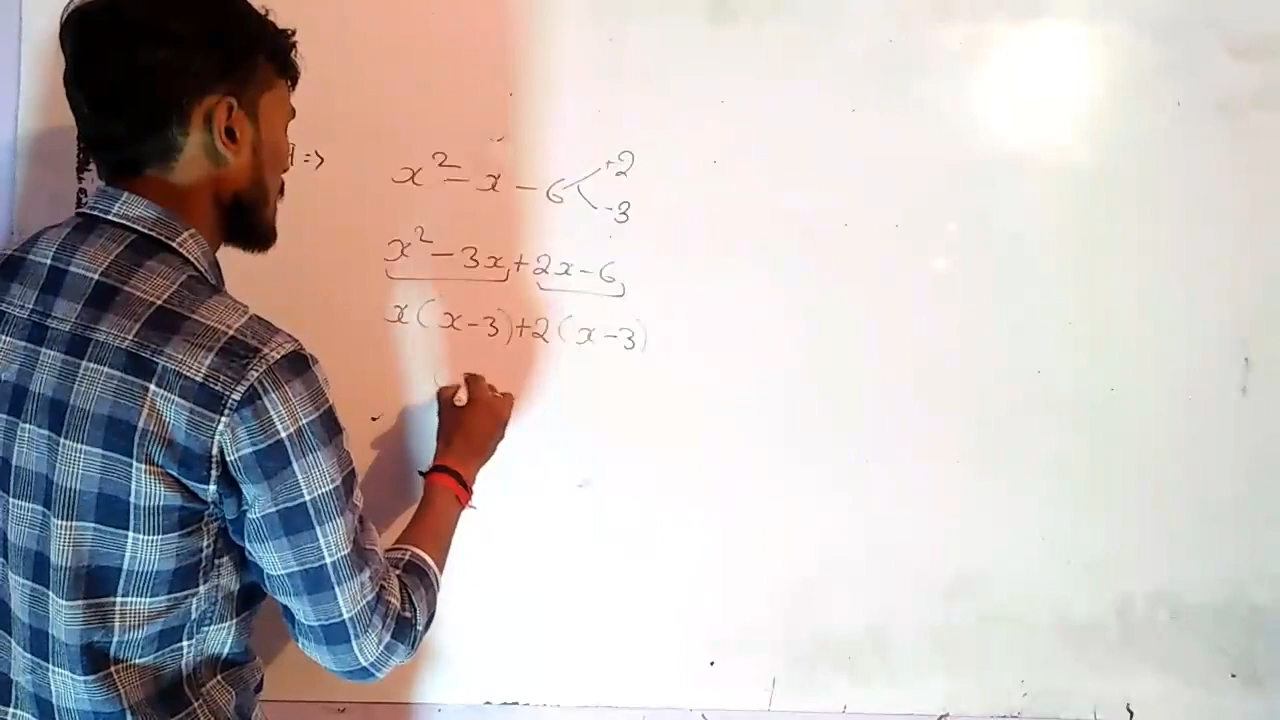 => x² - x - 6 +2 -3
x² - 3x + 2x - 6
x(x-3)+2(x-3)